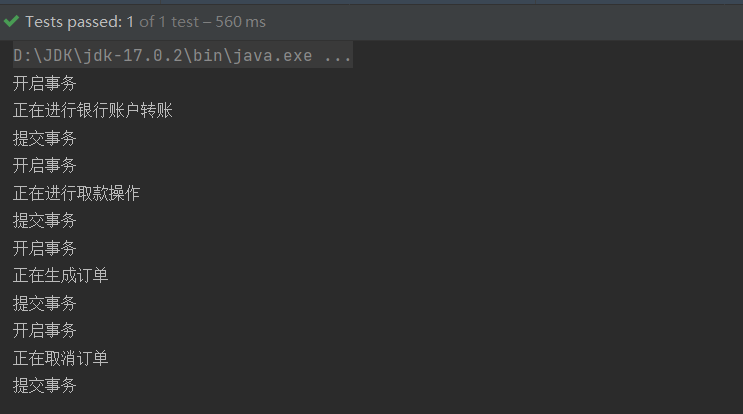 Tests passed: 1 of 1 test – 560 ms
D:\JDK\jdk-17.0.2\bin\java.exe ...
开启事务
正在进行银行账户转账
提交事务
开启事务
正在进行取款操作
提交事务
开启事务
正在生成订单
提交事务
开启事务
正在取消订单
提交事务